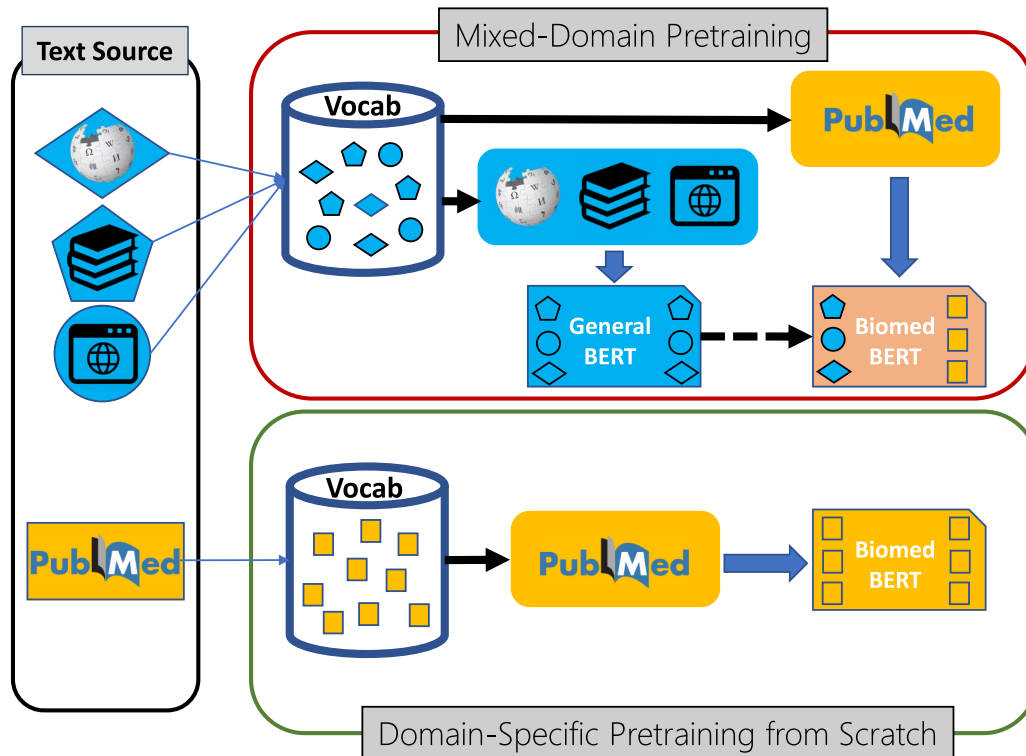 Text Source
Mixed-Domain Pretraining
Vocab
PubMed
General
BERT
Biomed
BERT
PubMed
Vocab
PubMed
Biomed
BERT
Domain-Specific Pretraining from Scratch